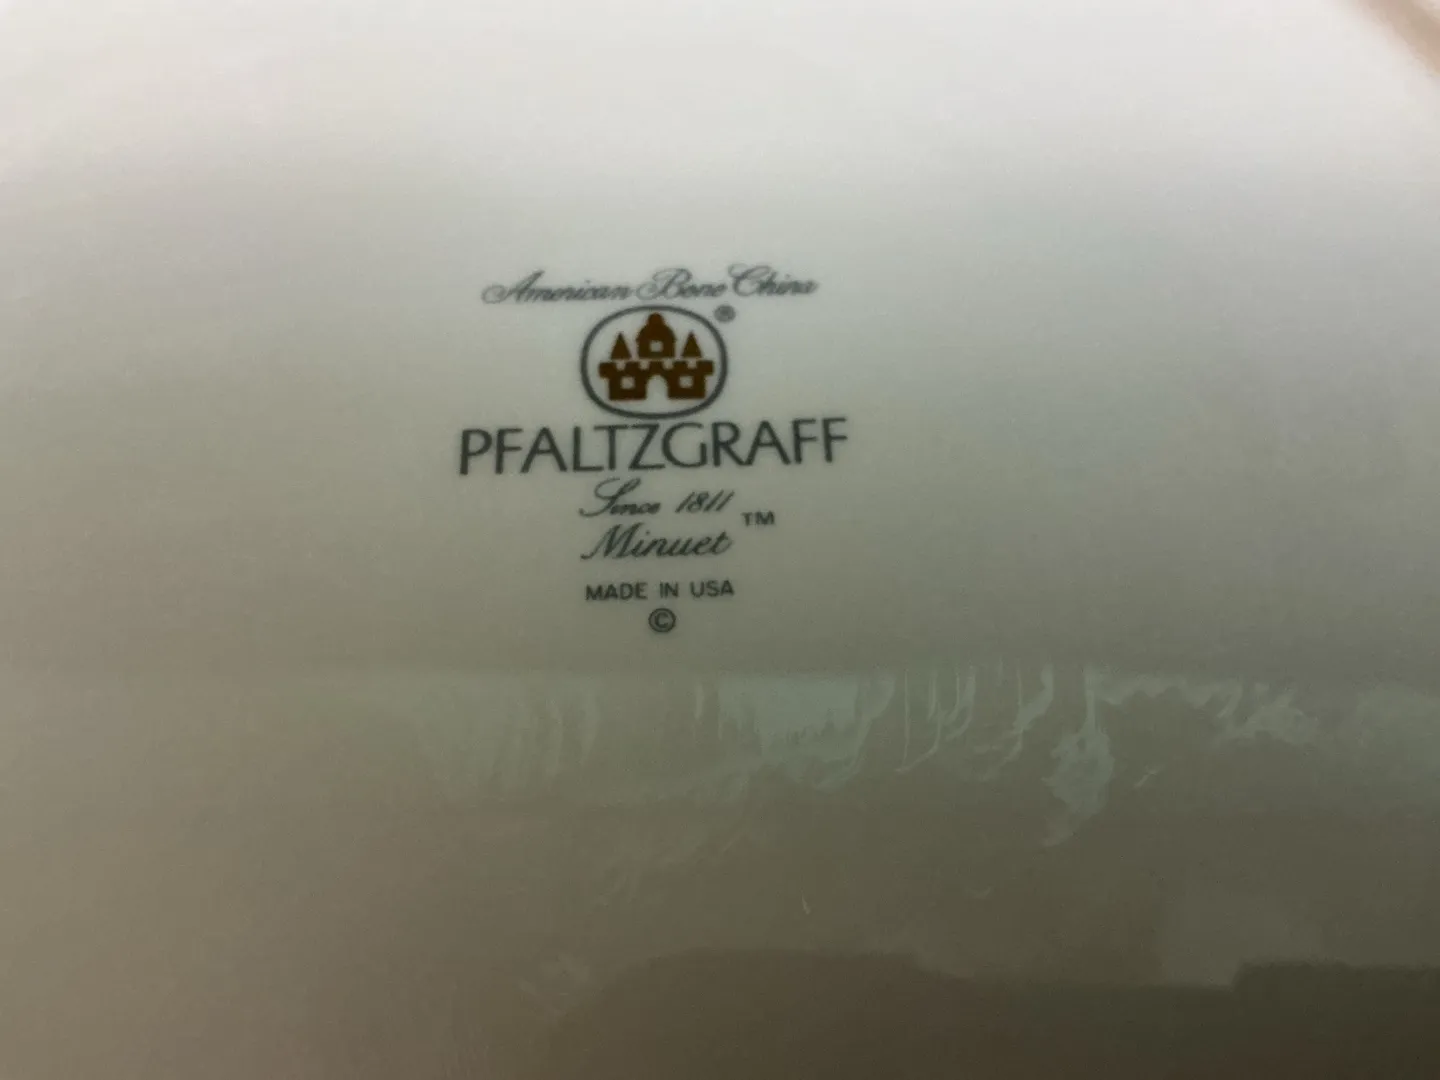 American Bone China
®
PFALTZGRAFF
Since 1811
Minuet ™
MADE IN USA
©